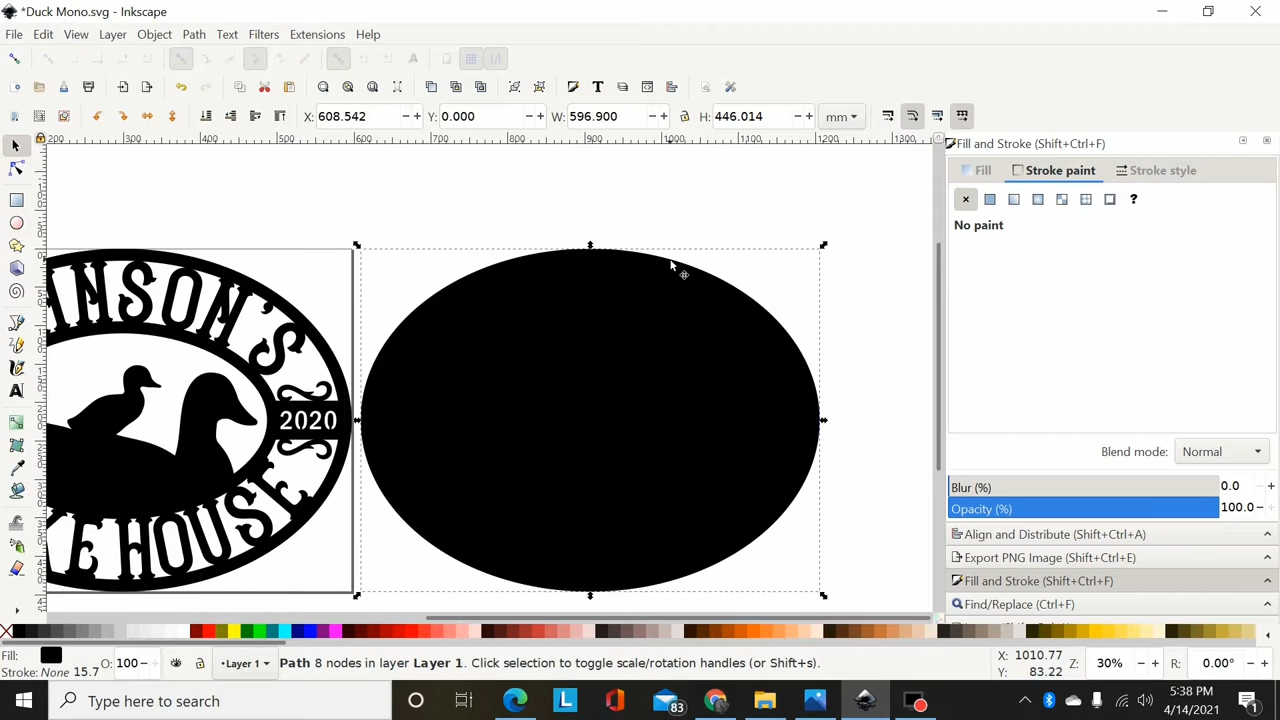 *Duck Mono.svg - Inkscape
File Edit View Layer Object Path Text Filters Extensions Help
X: 608.542 Y: 0.000 W: 596.900 H: 446.014 mm
Fill and Stroke (Shift+Ctrl+F)
Fill Stroke paint Stroke style
?
No paint
NSON'S
2020
E HOUSE
Blend mode: Normal
Blur (%) 0.0
Opacity (%) 100.0
Align and Distribute (Shift+Ctrl+A)
Export PNG Image (Shift+Ctrl+E)
Fill and Stroke (Shift+Ctrl+F)
Find/Replace (Ctrl+F)
Fill: O: 100 Layer 1 Path 8 nodes in layer Layer 1. Click selection to toggle scale/rotation handles (or Shift+s). X: 1010.77 Z: 30% R: 0.00°
Stroke: None 15.7 Y: 83.22
Type here to search 83 5:38 PM
4/14/2021 1